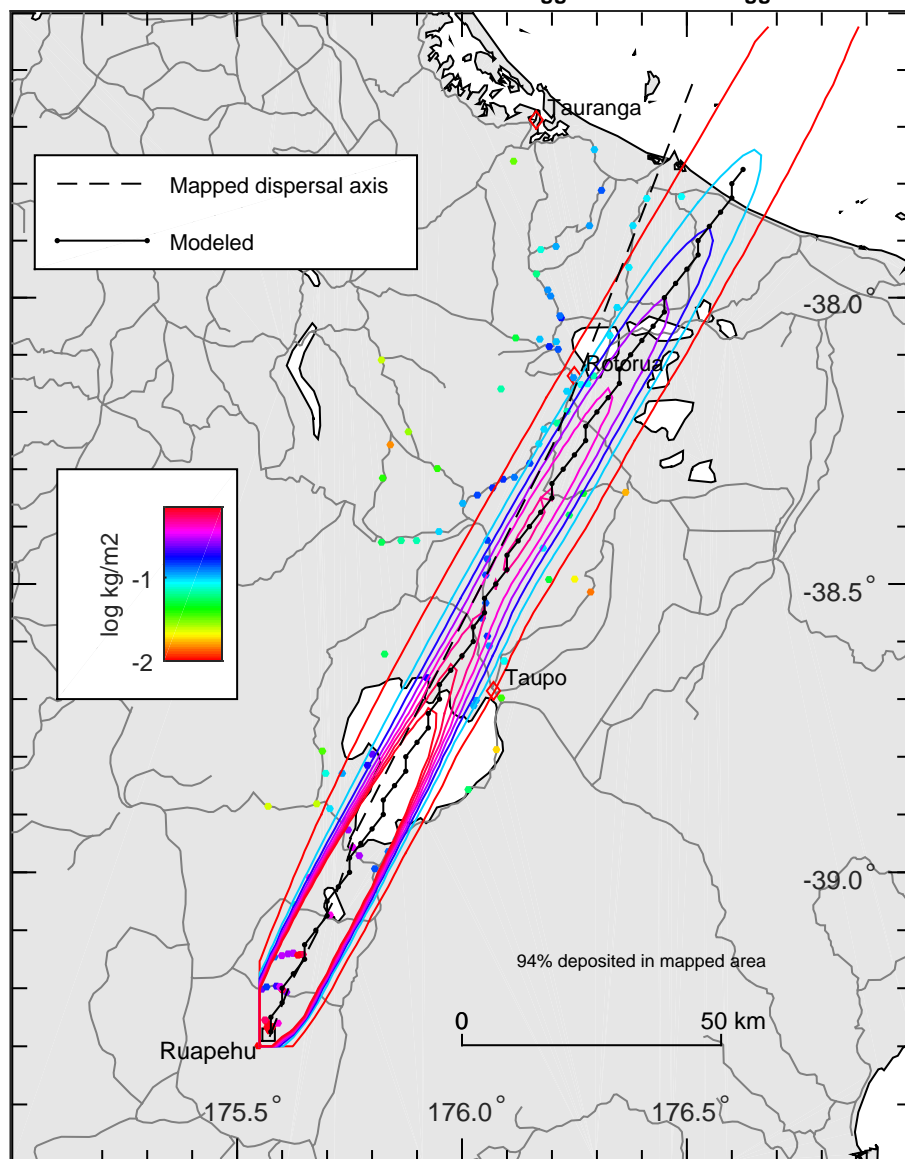 Tauranga
Mapped dispersal axis
Modeled
-38.0°
Rotorua
log kg/m2
-1
-2
-38.5°
Taupo
-39.0°
94% deposited in mapped area
0 50 km
Ruapehu
175.5° 176.0° 176.5°